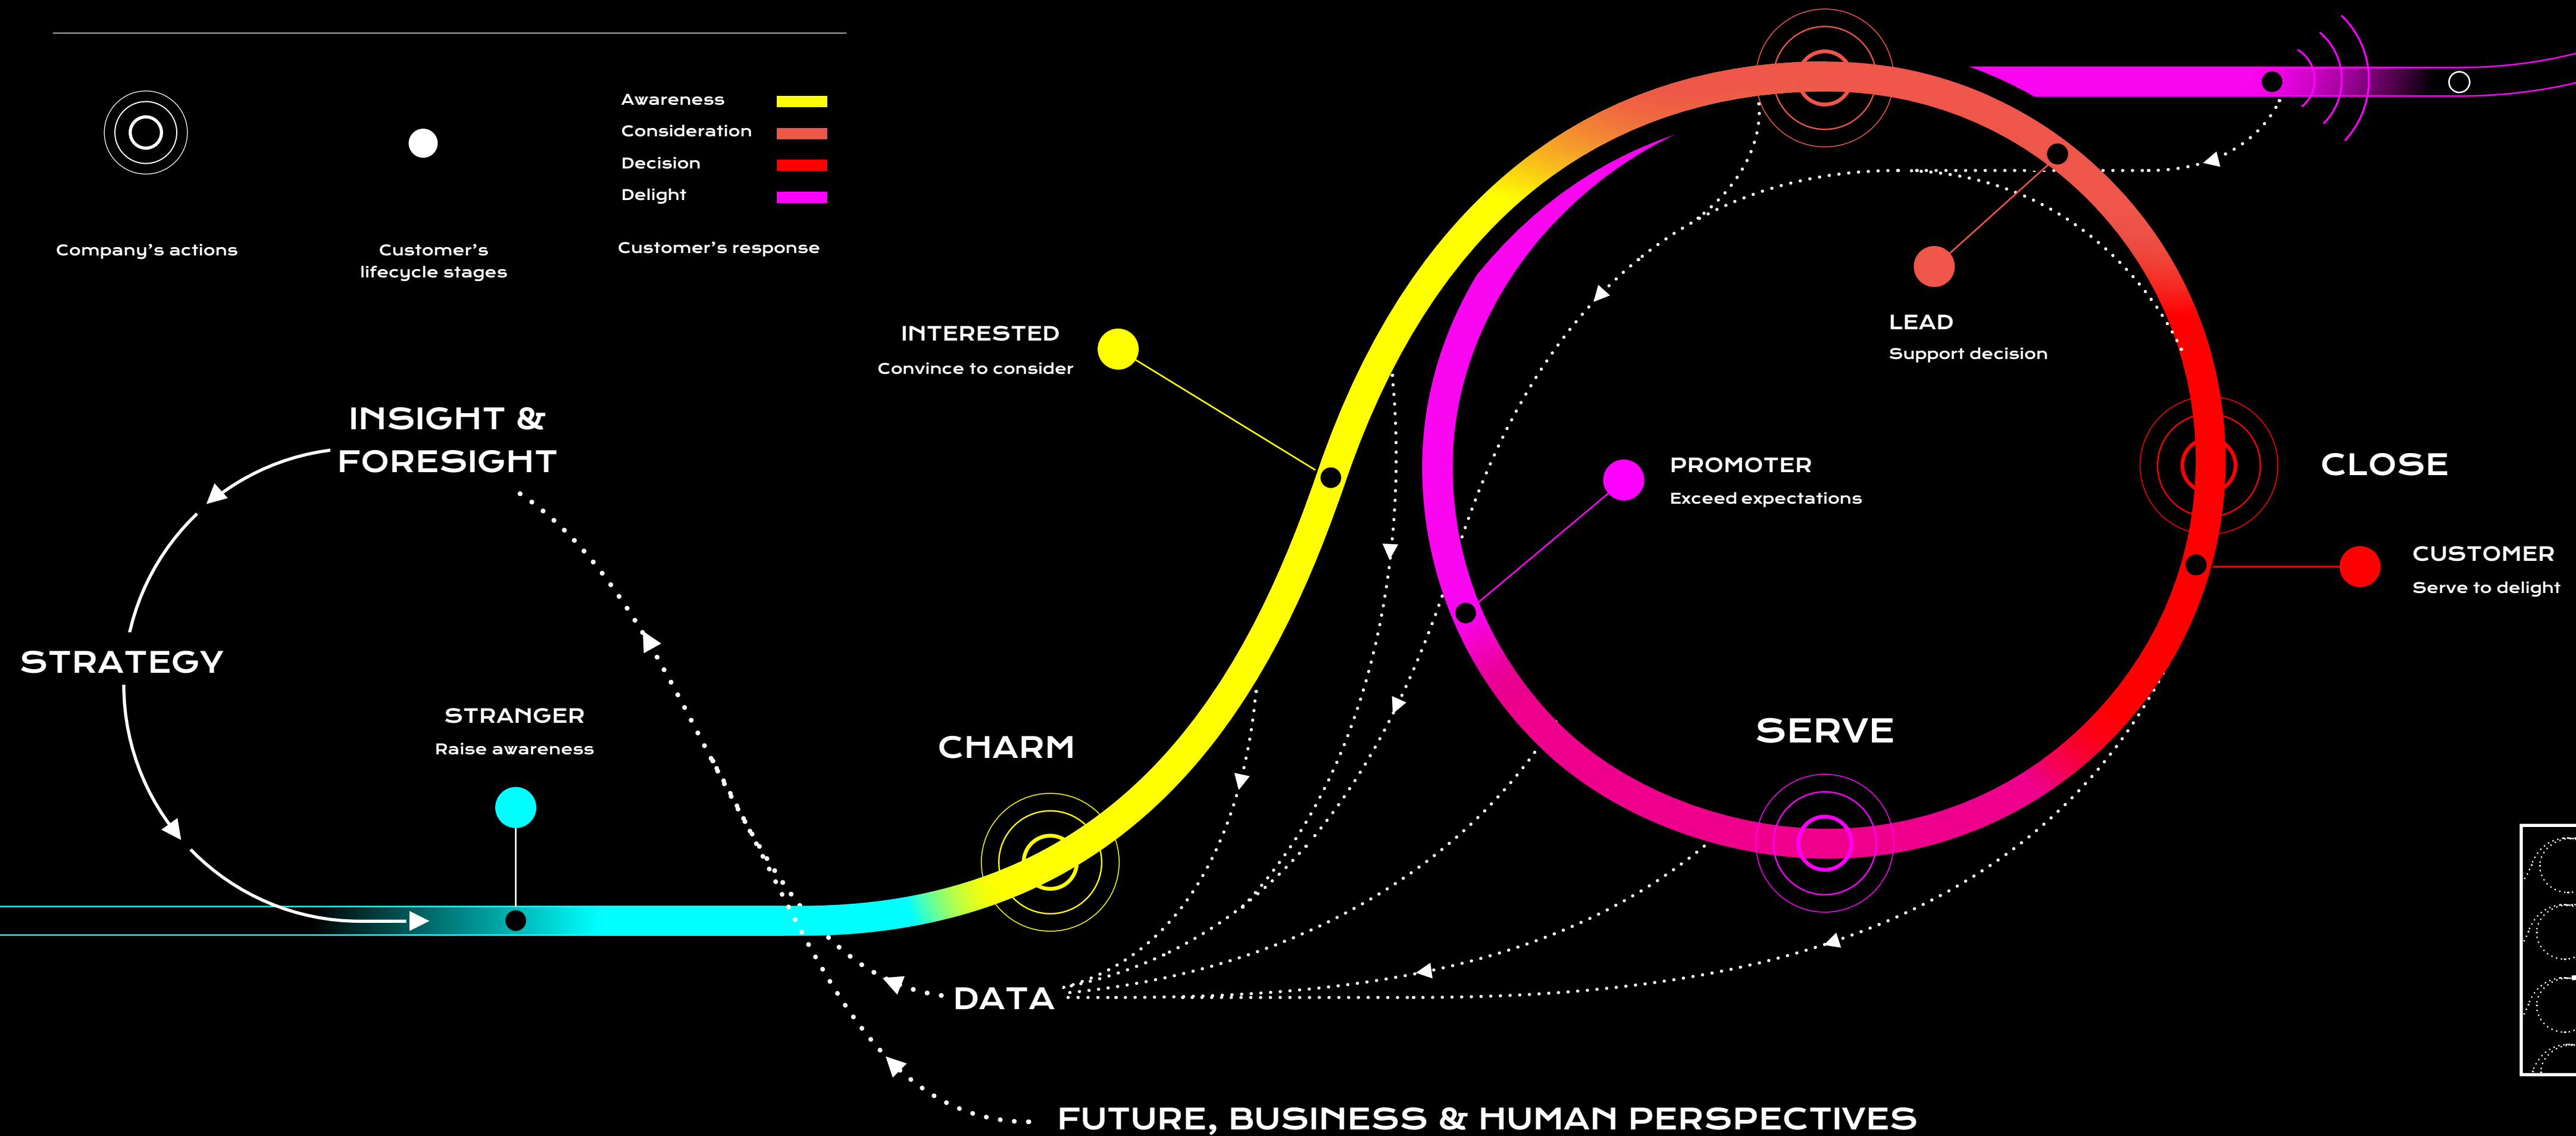 Awareness
Consideration
Decision
Delight
Company's actions
Customer's
lifecycle stages
Customer's response
INTERESTED
Convince to consider
LEAD
Support decision
INSIGHT &
FORESIGHT
PROMOTER
Exceed expectations
CLOSE
CUSTOMER
Serve to delight
STRATEGY
STRANGER
Raise awareness
CHARM
SERVE
DATA
FUTURE, BUSINESS & HUMAN PERSPECTIVES